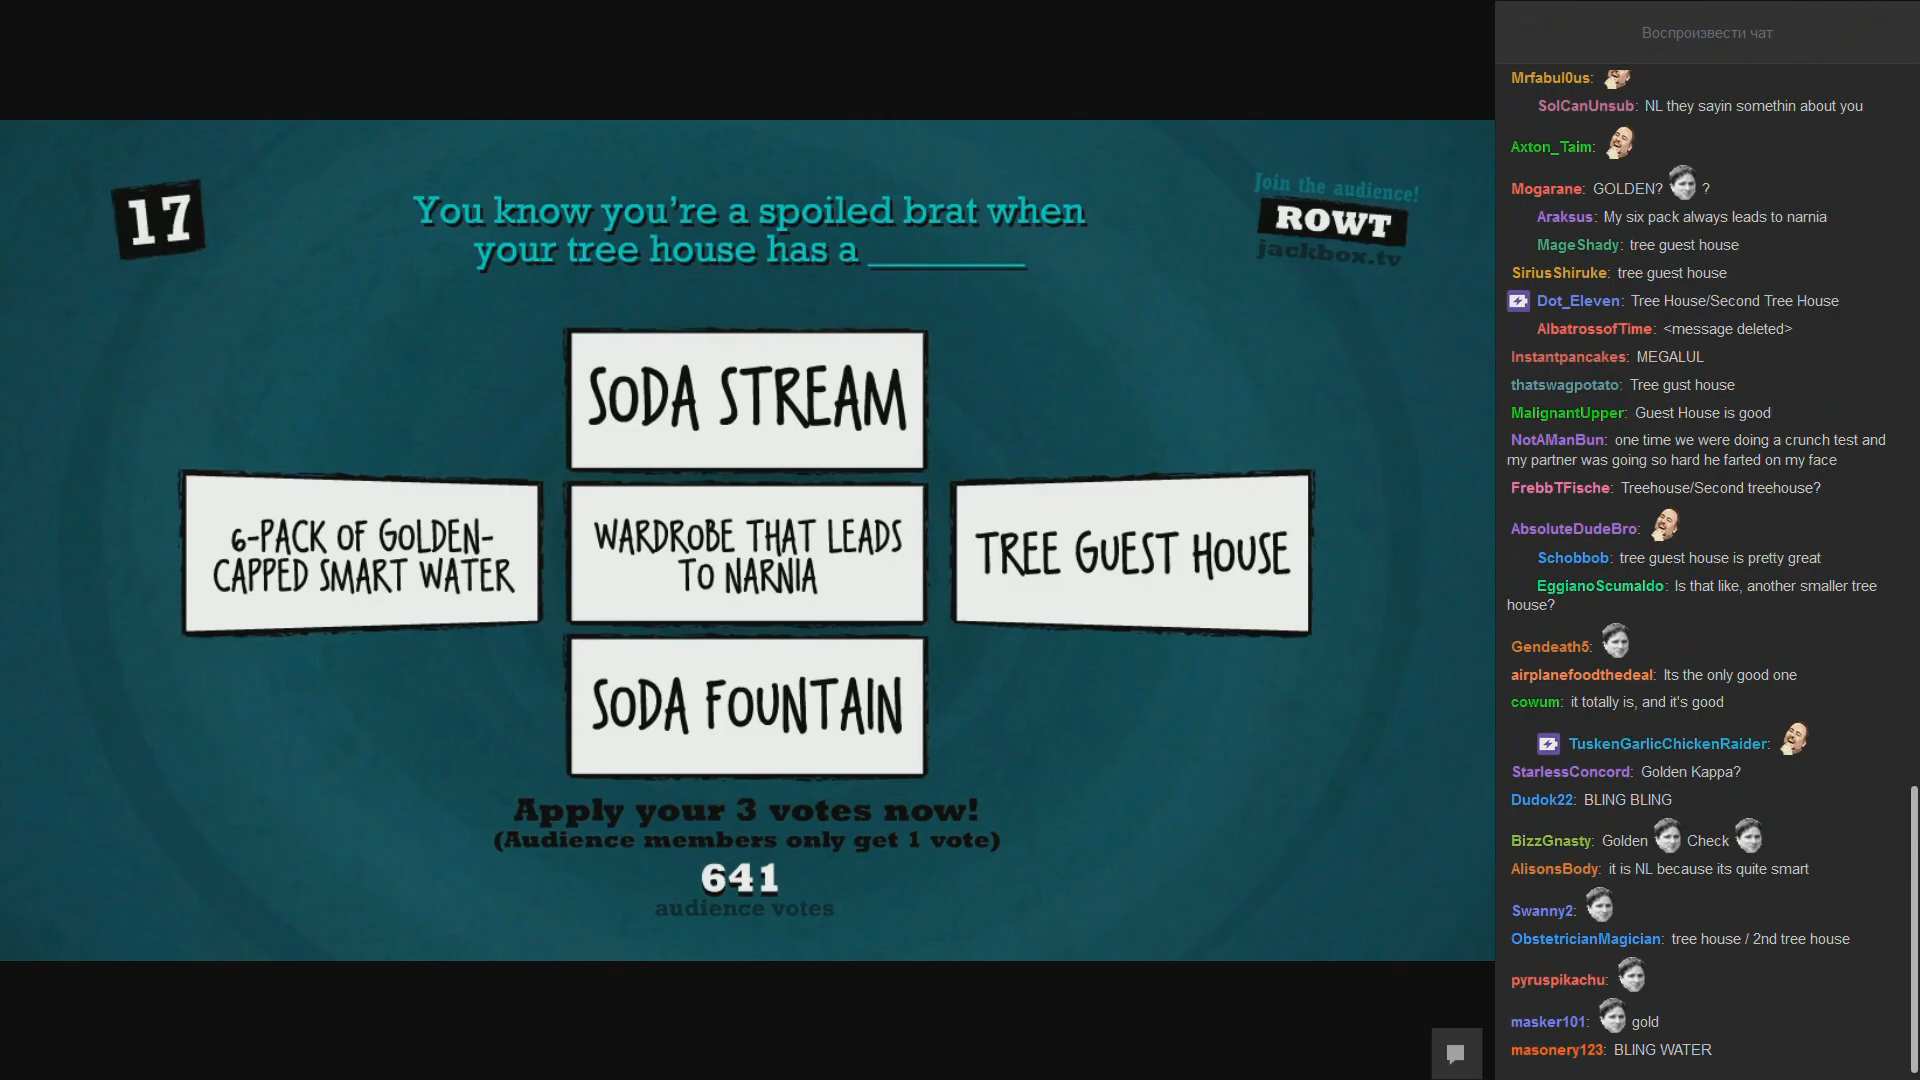 17
You know you're a spoiled brat when
your tree house has a ________
Join the audience!
ROWT
jackbox.tv
SODA STREAM
6-PACK OF GOLDEN-
CAPPED SMART WATER
WARDROBE THAT LEADS
TO NARNIA
TREE GUEST HOUSE
SODA FOUNTAIN
Apply your 3 votes now!
(Audience members only get 1 vote)
641
audience votes
Воспроизвести чат
Mrfabul0us:
SolCanUnsub: NL they sayin somethin about you
Axton_Taim:
Mogarane: GOLDEN? ?
Araksus: My six pack always leads to narnia
MageShady: tree guest house
SiriusShiruke: tree guest house
Dot_Eleven: Tree House/Second Tree House
AlbatrossofTime: <message deleted>
Instantpancakes: MEGALUL
thatswagpotato: Tree gust house
MalignantUpper: Guest House is good
NotAManBun: one time we were doing a crunch test and
my partner was going so hard he farted on my face
FrebbTFische: Treehouse/Second treehouse?
AbsoluteDudeBro:
Schobbob: tree guest house is pretty great
EggianoScumaldo: Is that like, another smaller tree
house?
Gendeath5:
airplanefoodthedeal: Its the only good one
cowum: it totally is, and it's good
TuskenGarlicChickenRaider:
StarlessConcord: Golden Kappa?
Dudok22: BLING BLING
BizzGnasty: Golden Check
AlisonsBody: it is NL because its quite smart
Swanny2:
ObstetricianMagician: tree house / 2nd tree house
pyruspikachu:
masker101: gold
masonery123: BLING WATER